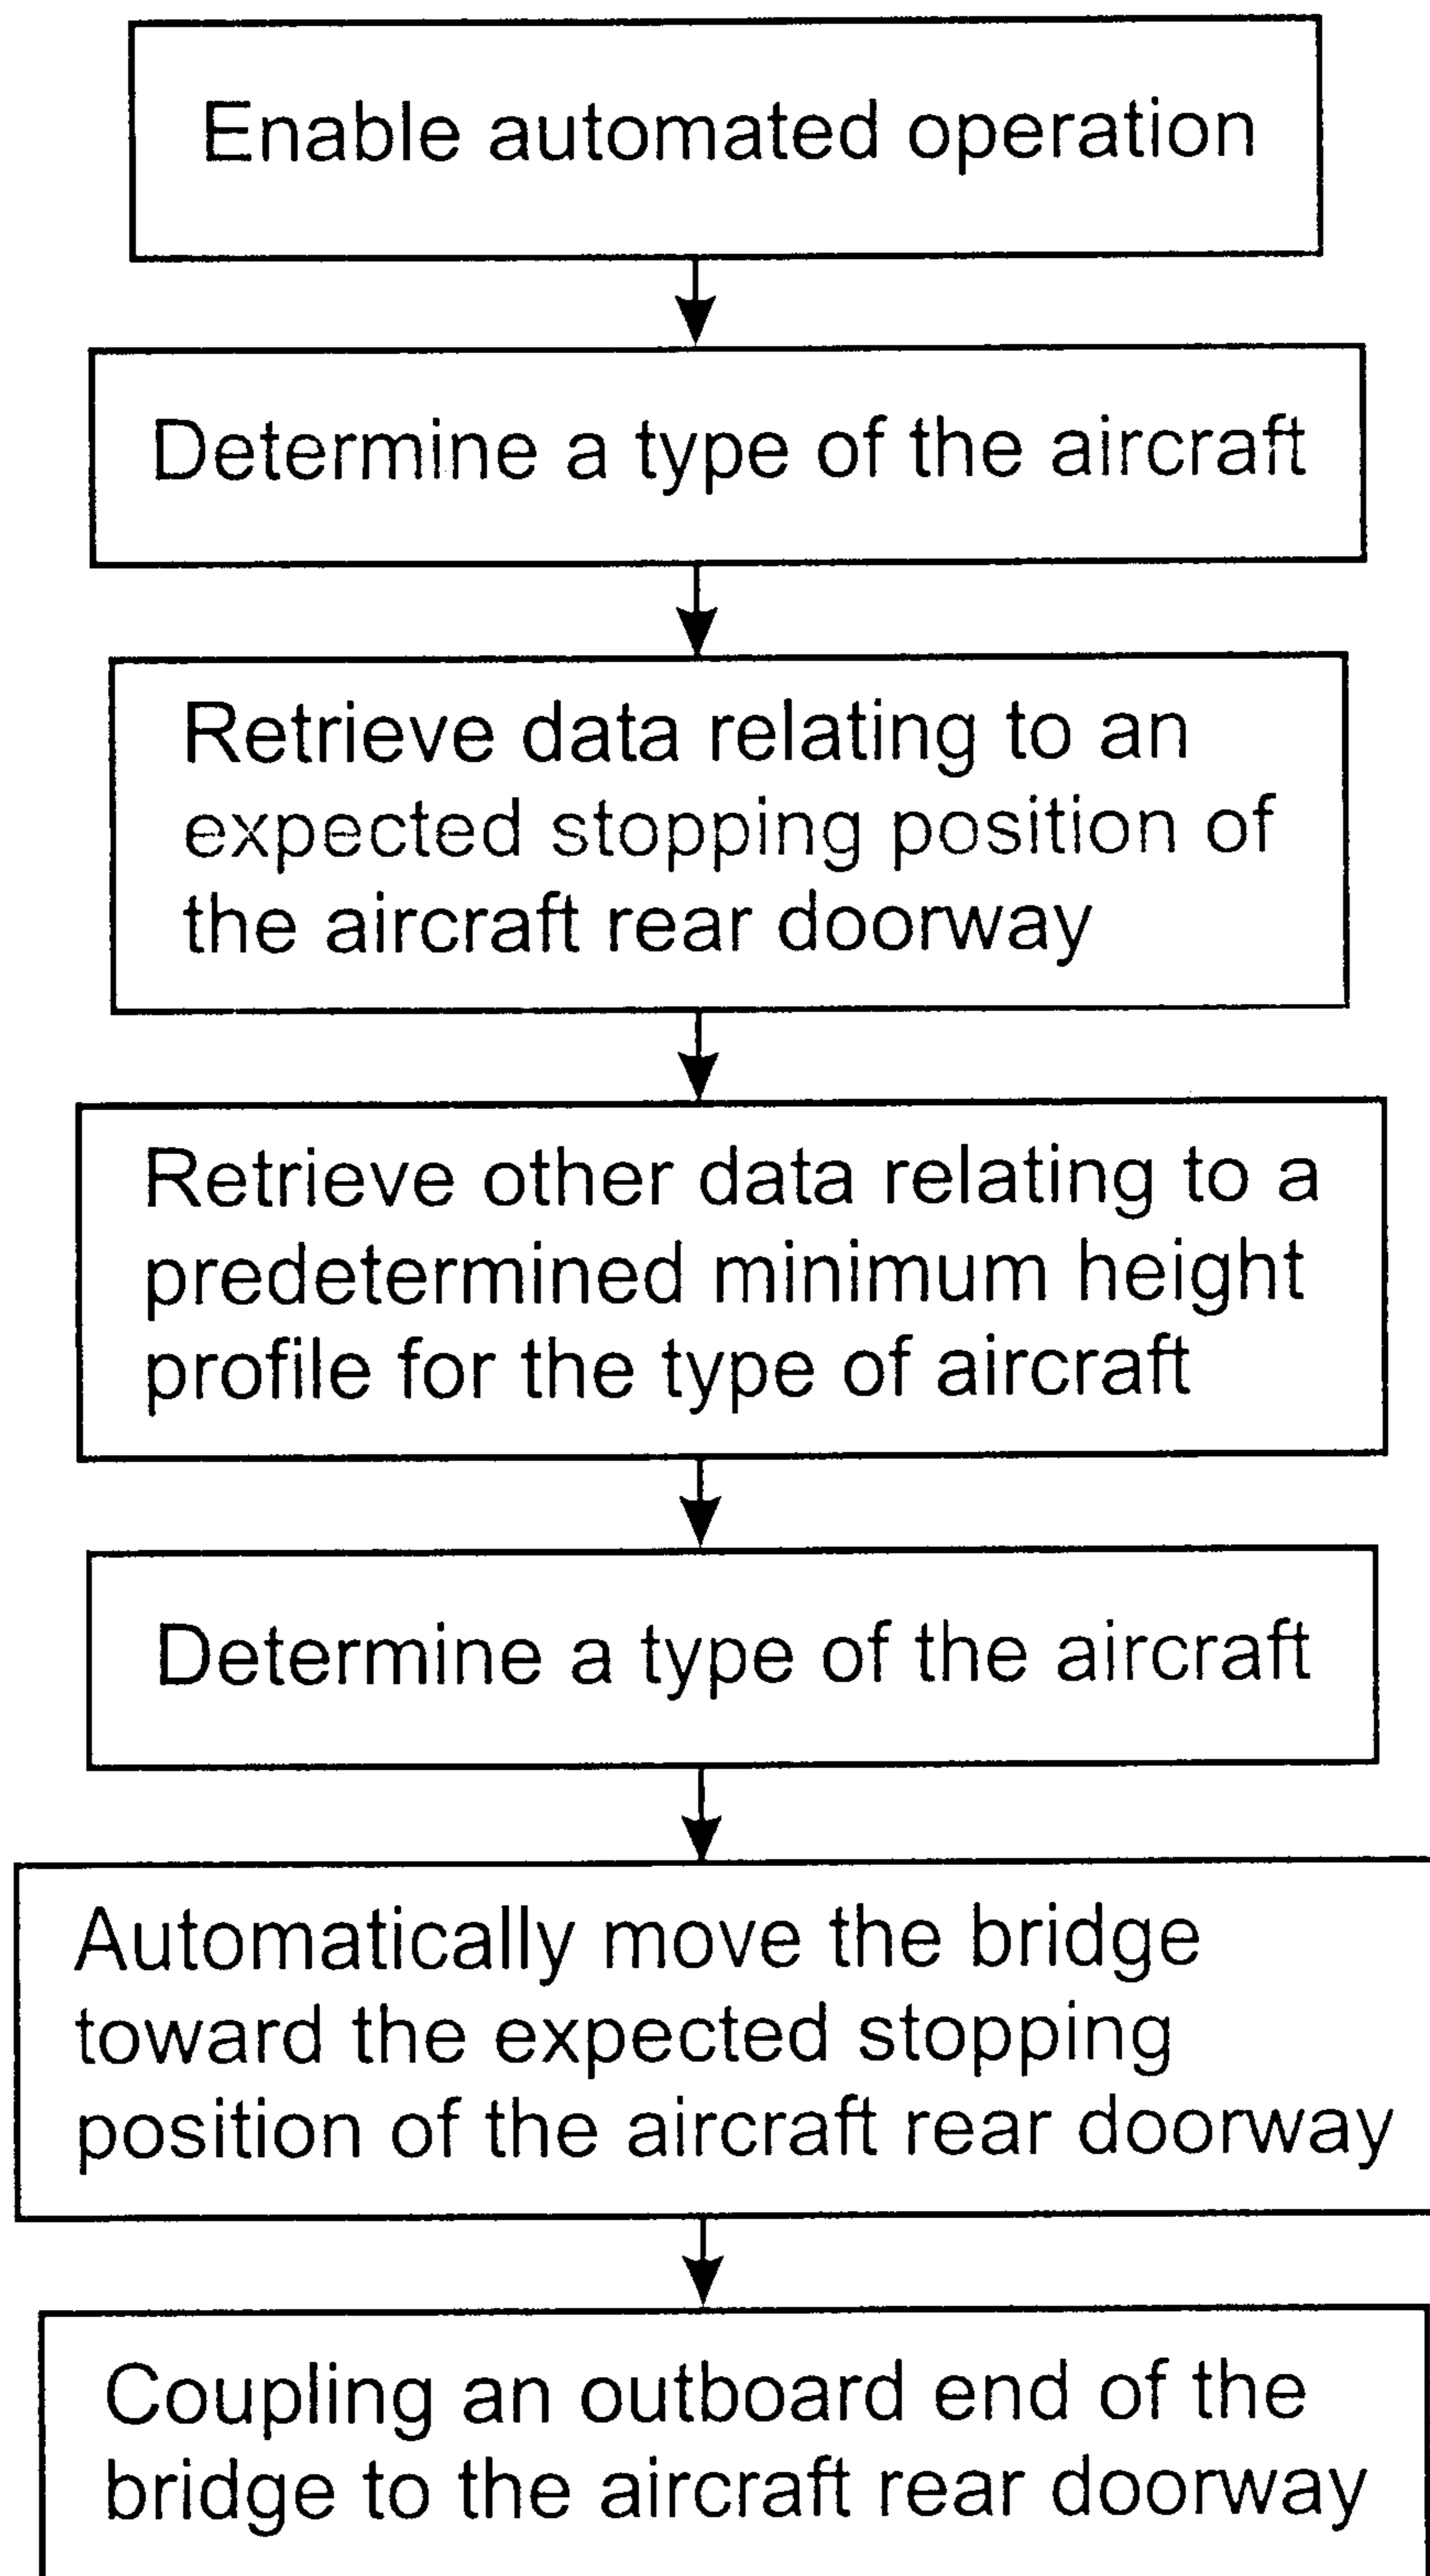 Enable automated operation
Determine a type of the aircraft
Retrieve data relating to an
expected stopping position of
the aircraft rear doorway
Retrieve other data relating to a
predetermined minimum height
profile for the type of aircraft
Determine a type of the aircraft
Automatically move the bridge
toward the expected stopping
position of the aircraft rear doorway
Coupling an outboard end of the
bridge to the aircraft rear doorway